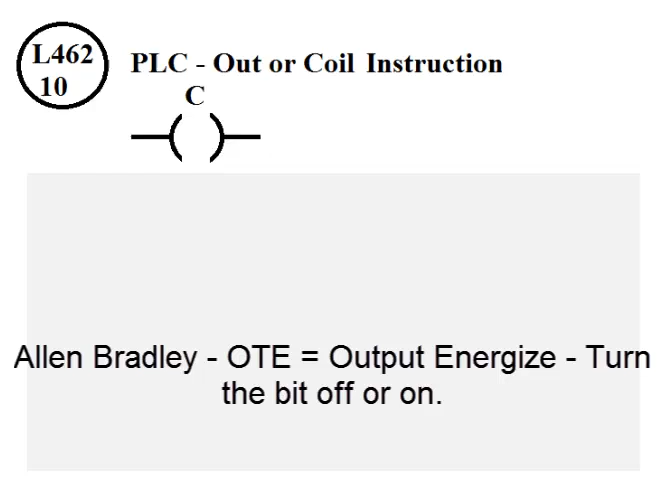 L462
10
PLC - Out or Coil Instruction
C
Allen Bradley - OTE = Output Energize - Turn
the bit off or on.